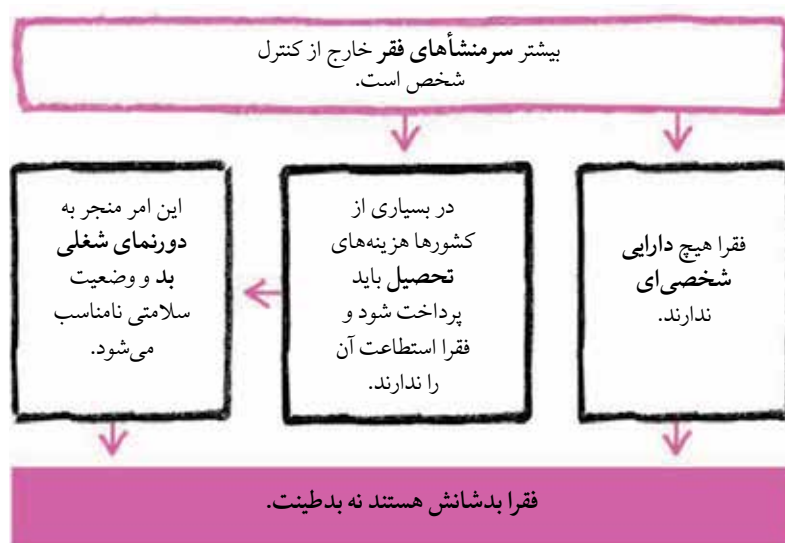 بیشتر سرمنشأهای فقر خارج از کنترل
شخص است.
فقرا هیچ دارایی
شخصی‌ای
ندارند.
در بسیاری از
کشورها هزینه‌های
تحصیل باید
پرداخت شود و
فقرا استطاعت آن
را ندارند.
این امر منجر به
دورنمای شغلی
بد و وضعیت
سلامتی نامناسب
می‌شود.
فقرا بدشانش هستند نه بدطینت.